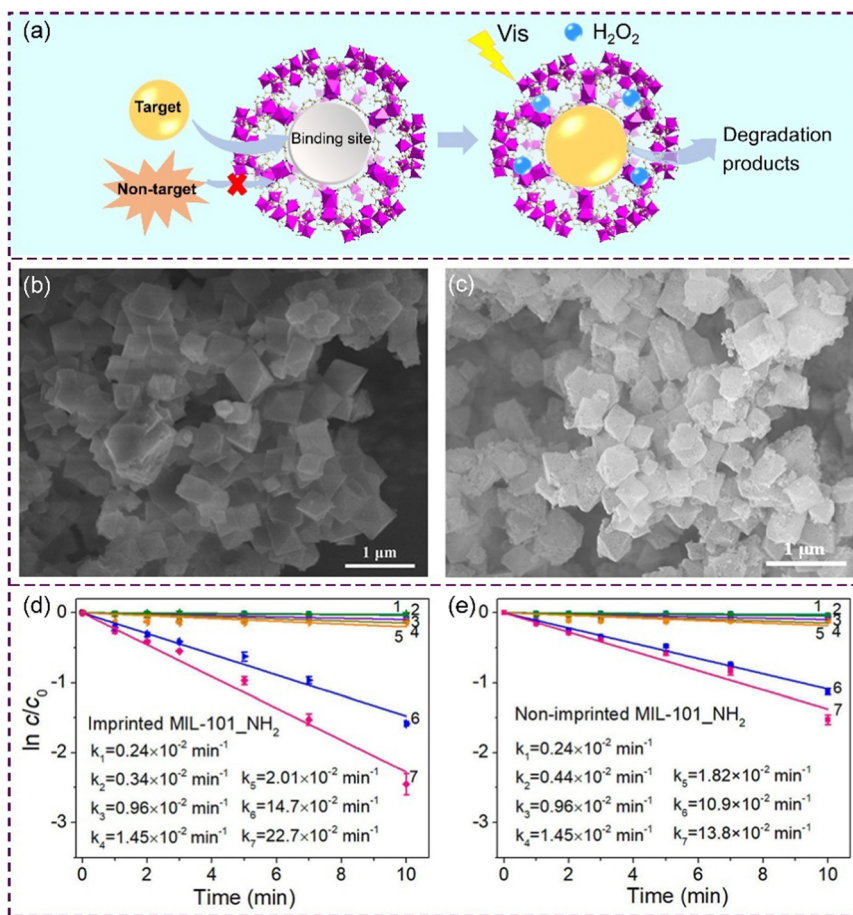 (a)
Vis
H₂O₂
Target
Binding site
Non-target
Degradation
products
(b)
1 μm
(c)
1 μm
(d)
0
-1
-2
-3
ln c/c₀
1
2
3
4
5
6
7
Imprinted MIL-101_NH₂
k₁=0.24×10⁻² min⁻¹
k₂=0.34×10⁻² min⁻¹
k₃=0.96×10⁻² min⁻¹
k₄=1.45×10⁻² min⁻¹
k₅=2.01×10⁻² min⁻¹
k₆=14.7×10⁻² min⁻¹
k₇=22.7×10⁻² min⁻¹
0 2 4 6 8 10
Time (min)
(e)
1
2
3
4
5
6
7
Non-imprinted MIL-101_NH₂
k₁=0.24×10⁻² min⁻¹
k₂=0.44×10⁻² min⁻¹
k₃=0.96×10⁻² min⁻¹
k₄=1.45×10⁻² min⁻¹
k₅=1.82×10⁻² min⁻¹
k₆=10.9×10⁻² min⁻¹
k₇=13.8×10⁻² min⁻¹
0 2 4 6 8 10
Time (min)